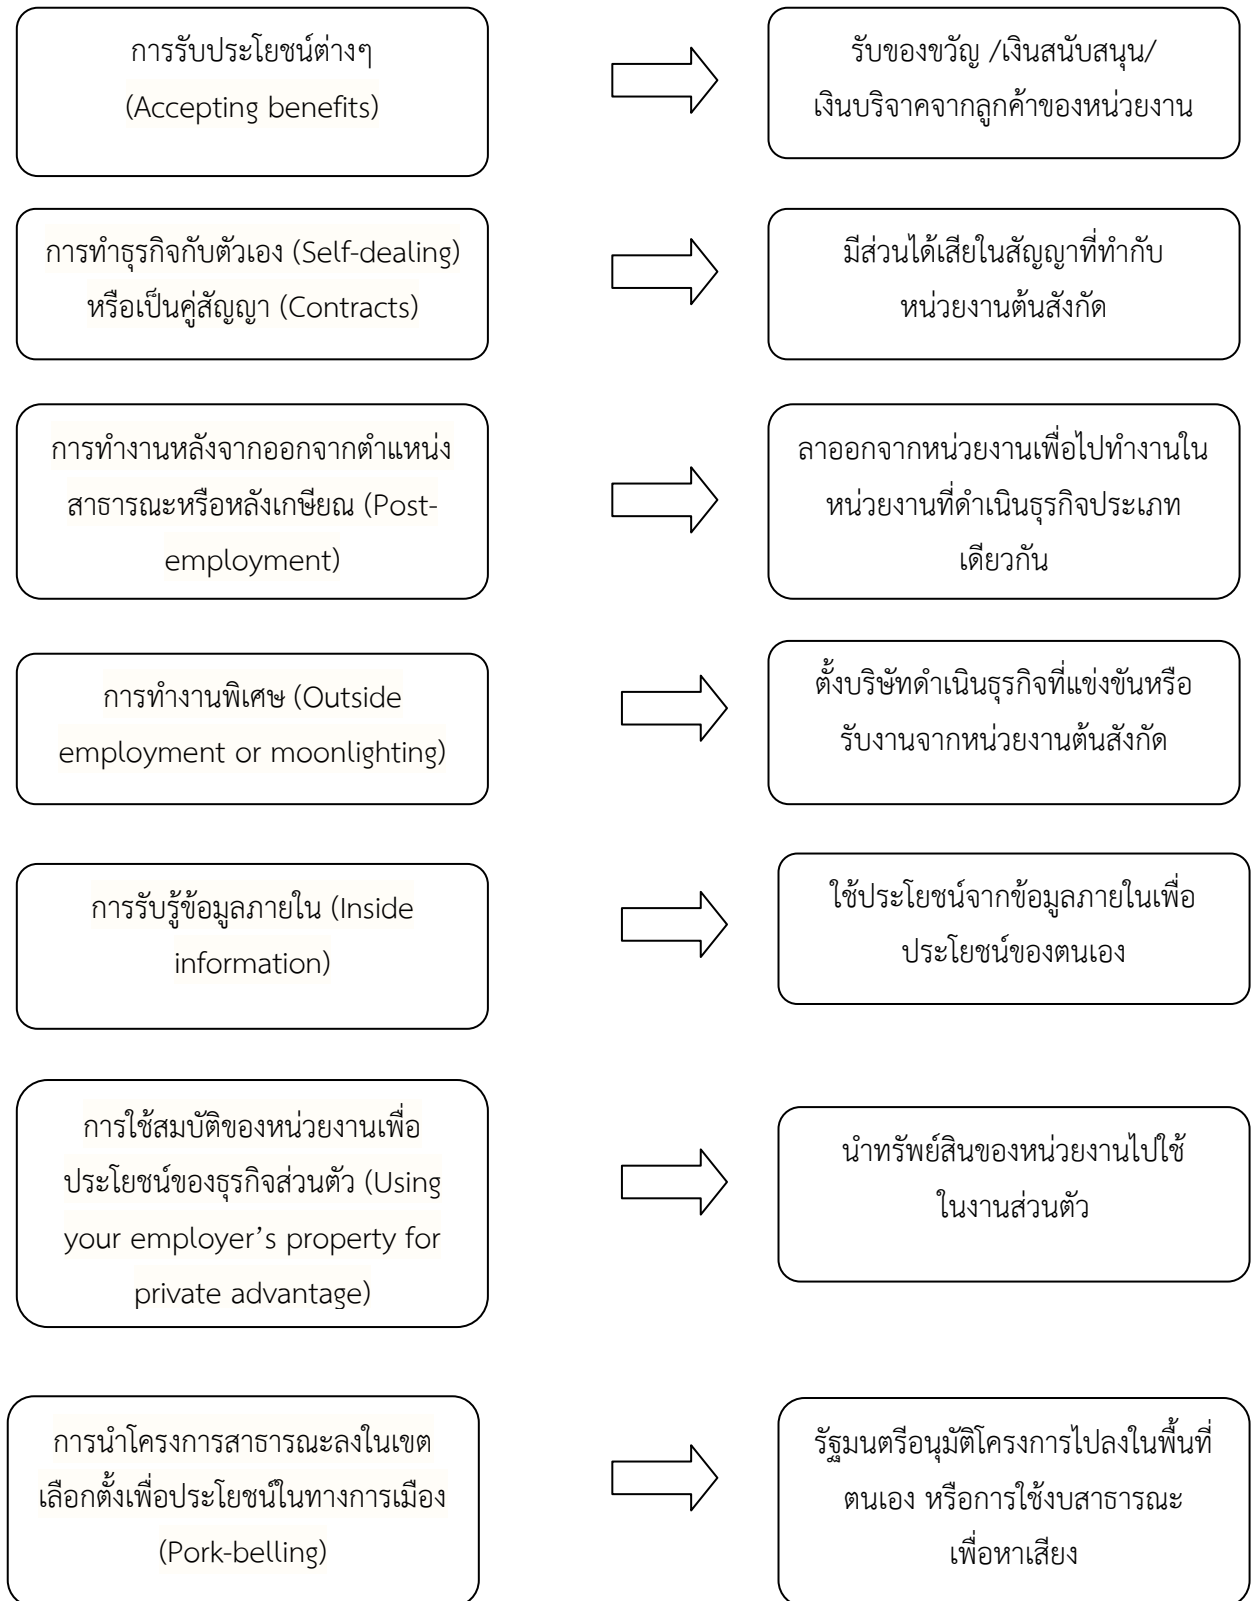 การรับประโยชน์ต่างๆ
(Accepting benefits)
รับของขวัญ /เงินสนับสนุน/
เงินบริจาคจากลูกค้าของหน่วยงาน
การทำธุรกิจกับตัวเอง (Self-dealing)
หรือเป็นคู่สัญญา (Contracts)
มีส่วนได้เสียในสัญญาที่ทำกับ
หน่วยงานต้นสังกัด
การทำงานหลังจากออกจากตำแหน่ง
สาธารณะหรือหลังเกษียณ (Post-
employment)
ลาออกจากหน่วยงานเพื่อไปทำงานใน
หน่วยงานที่ดำเนินธุรกิจประเภท
เดียวกัน
การทำงานพิเศษ (Outside
employment or moonlighting)
ตั้งบริษัทดำเนินธุรกิจที่แข่งขันหรือ
รับงานจากหน่วยงานต้นสังกัด
การรับรู้ข้อมูลภายใน (Inside
information)
ใช้ประโยชน์จากข้อมูลภายในเพื่อ
ประโยชน์ของตนเอง
การใช้สมบัติของหน่วยงานเพื่อ
ประโยชน์ของธุรกิจส่วนตัว (Using
your employer’s property for
private advantage)
นำทรัพย์สินของหน่วยงานไปใช้
ในงานส่วนตัว
การนำโครงการสาธารณะลงในเขต
เลือกตั้งเพื่อประโยชน์ในทางการเมือง
(Pork-belling)
รัฐมนตรีอนุมัติโครงการไปลงในพื้นที่
ตนเอง หรือการใช้งบสาธารณะ
เพื่อหาเสียง